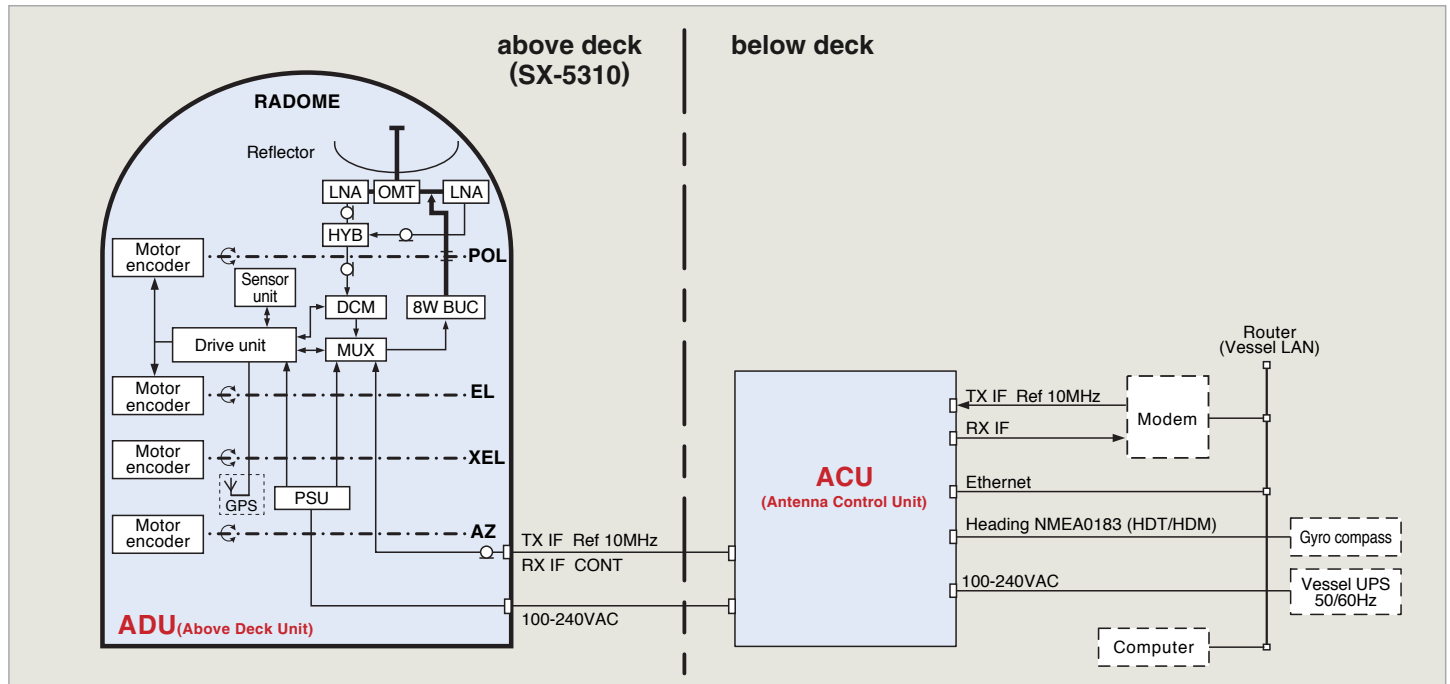 above deck
(SX-5310)
below deck
RADOME
Reflector
LNA
OMT
LNA
HYB
Motor
encoder
POL
Sensor
unit
DCM
8W BUC
Drive unit
MUX
Motor
encoder
EL
Motor
encoder
XEL
GPS
PSU
Motor
encoder
AZ
TX IF Ref 10MHz
RX IF CONT
100-240VAC
ADU (Above Deck Unit)
ACU
(Antenna Control Unit)
TX IF Ref 10MHz
RX IF
Modem
Router
(Vessel LAN)
Ethernet
Heading NMEA0183 (HDT/HDM)
Gyro compass
100-240VAC
Vessel UPS
50/60Hz
Computer